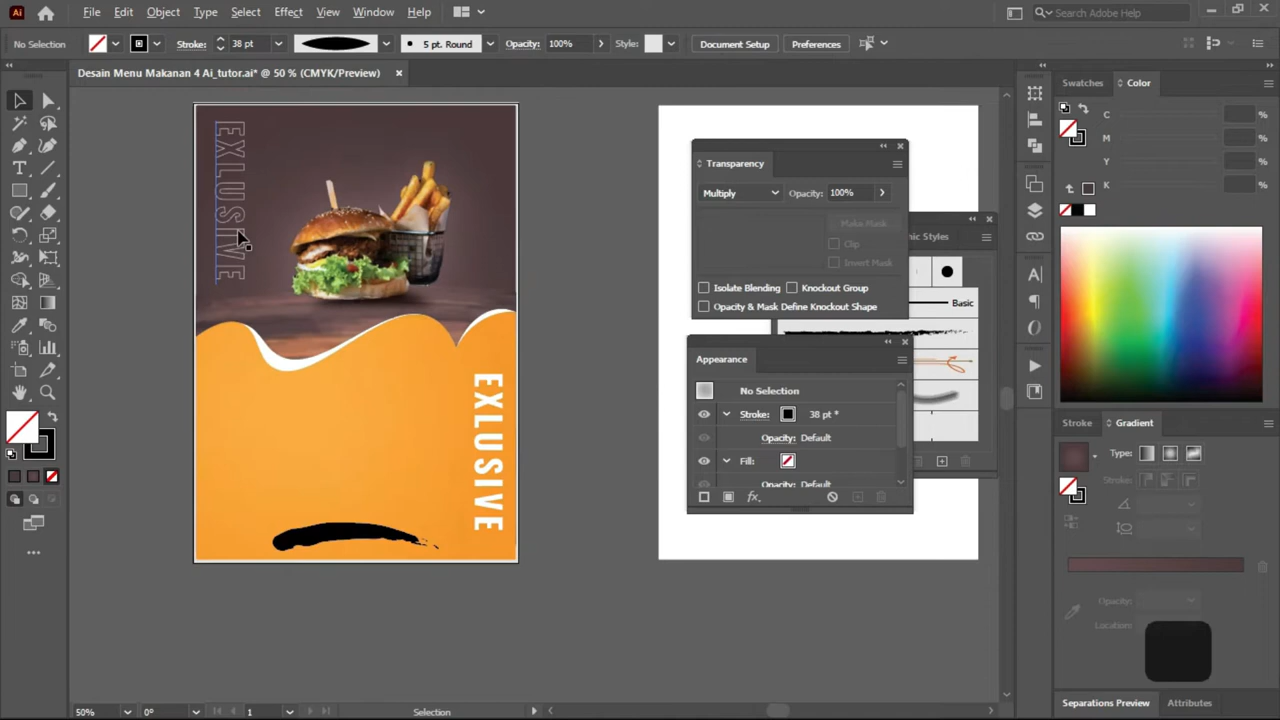 Ai File Edit Object Type Select Effect View Window Help Search Adobe Help
No Selection Stroke: 38 pt 5 pt. Round Opacity: 100% Style: Document Setup Preferences
Desain Menu Makanan 4 Ai_tutor.ai* @ 50 % (CMYK/Preview)
EXLUSIVE
EXLUSIVE
Transparency
Multiply Opacity: 100%
Make Mask
Clip
Invert Mask
Isolate Blending Knockout Group
Opacity & Mask Define Knockout Shape
hic Styles
Basic
Appearance
No Selection
Stroke: 38 pt *
Opacity: Default
Fill:
Opacity: Default
fx.
Swatches Color
C %
M %
Y %
K %
Stroke Gradient
Type:
Stroke:
Opacity:
Location:
Separations Preview Attributes
50% 0° 1 Selection